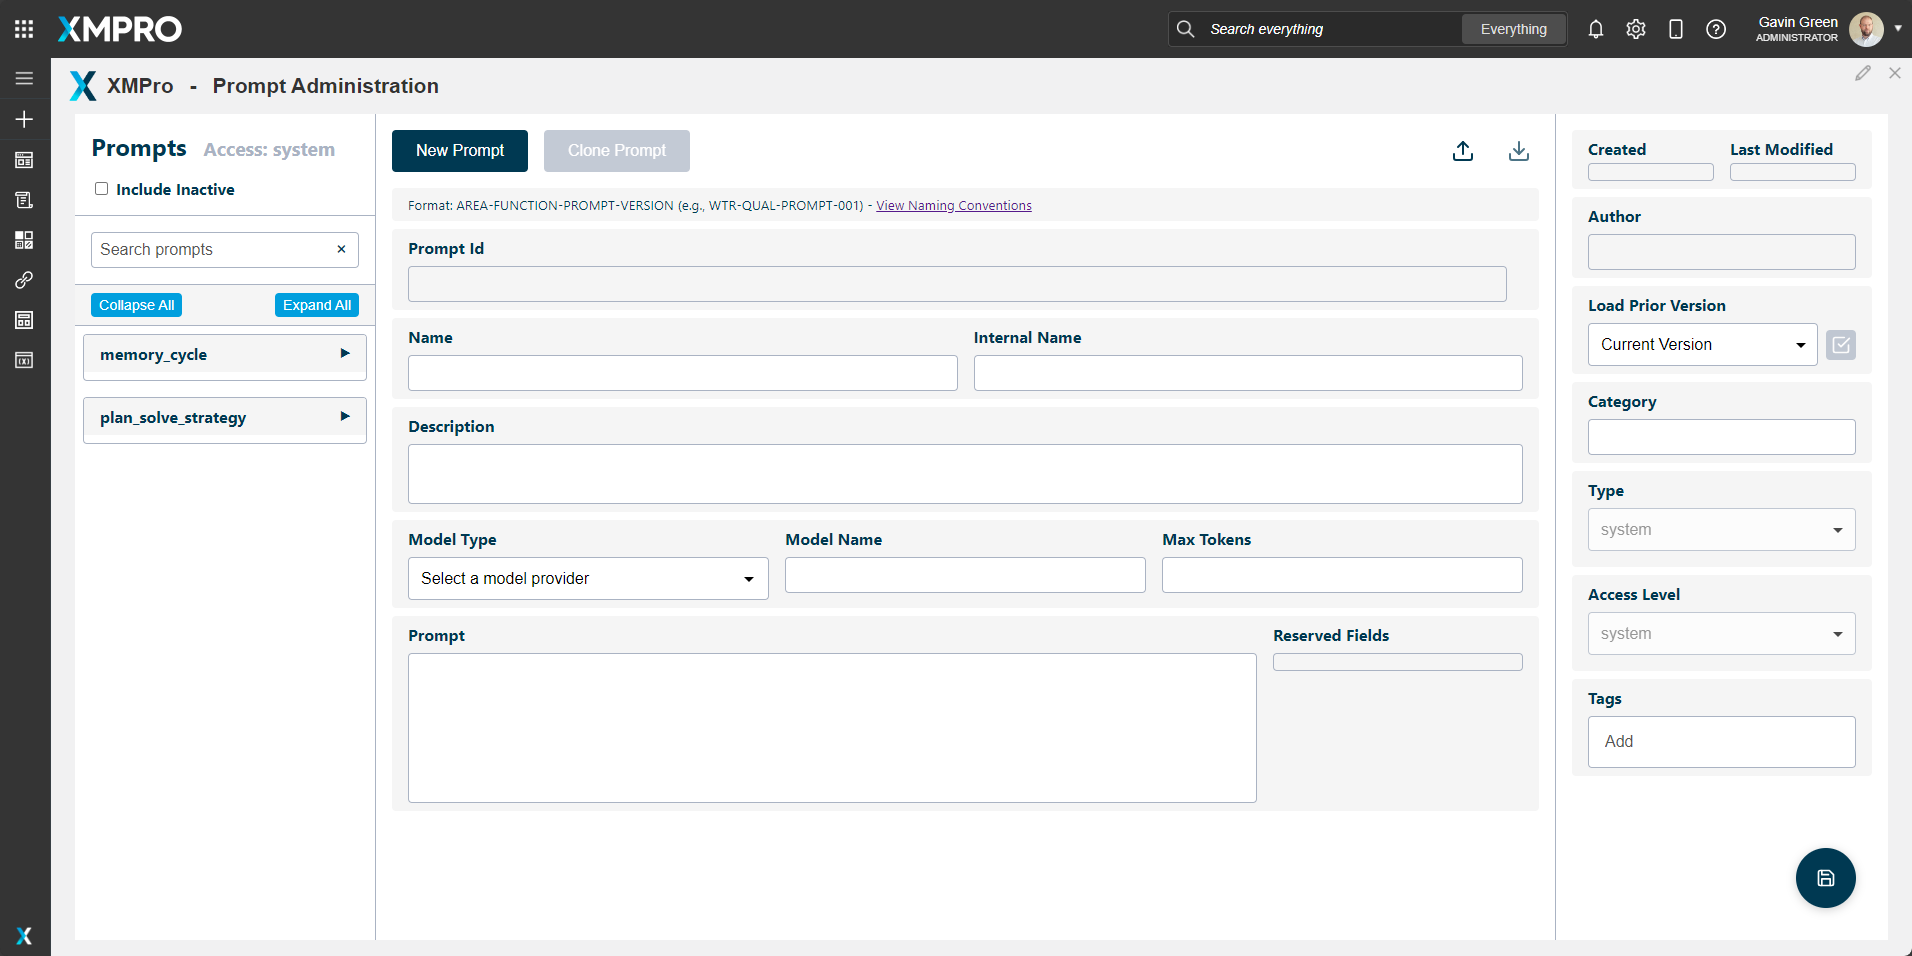 XMPRO
Search everything
Everything
Gavin Green
ADMINISTRATOR
XMPro - Prompt Administration
Prompts Access: system
Include Inactive
Search prompts ×
Collapse All Expand All
memory_cycle
plan_solve_strategy
New Prompt Clone Prompt
Format: AREA-FUNCTION-PROMPT-VERSION (e.g., WTR-QUAL-PROMPT-001) - View Naming Conventions
Prompt Id
Name Internal Name
Description
Model Type Model Name Max Tokens
Select a model provider
Prompt Reserved Fields
Created Last Modified
Author
Load Prior Version
Current Version
Category
Type
system
Access Level
system
Tags
Add